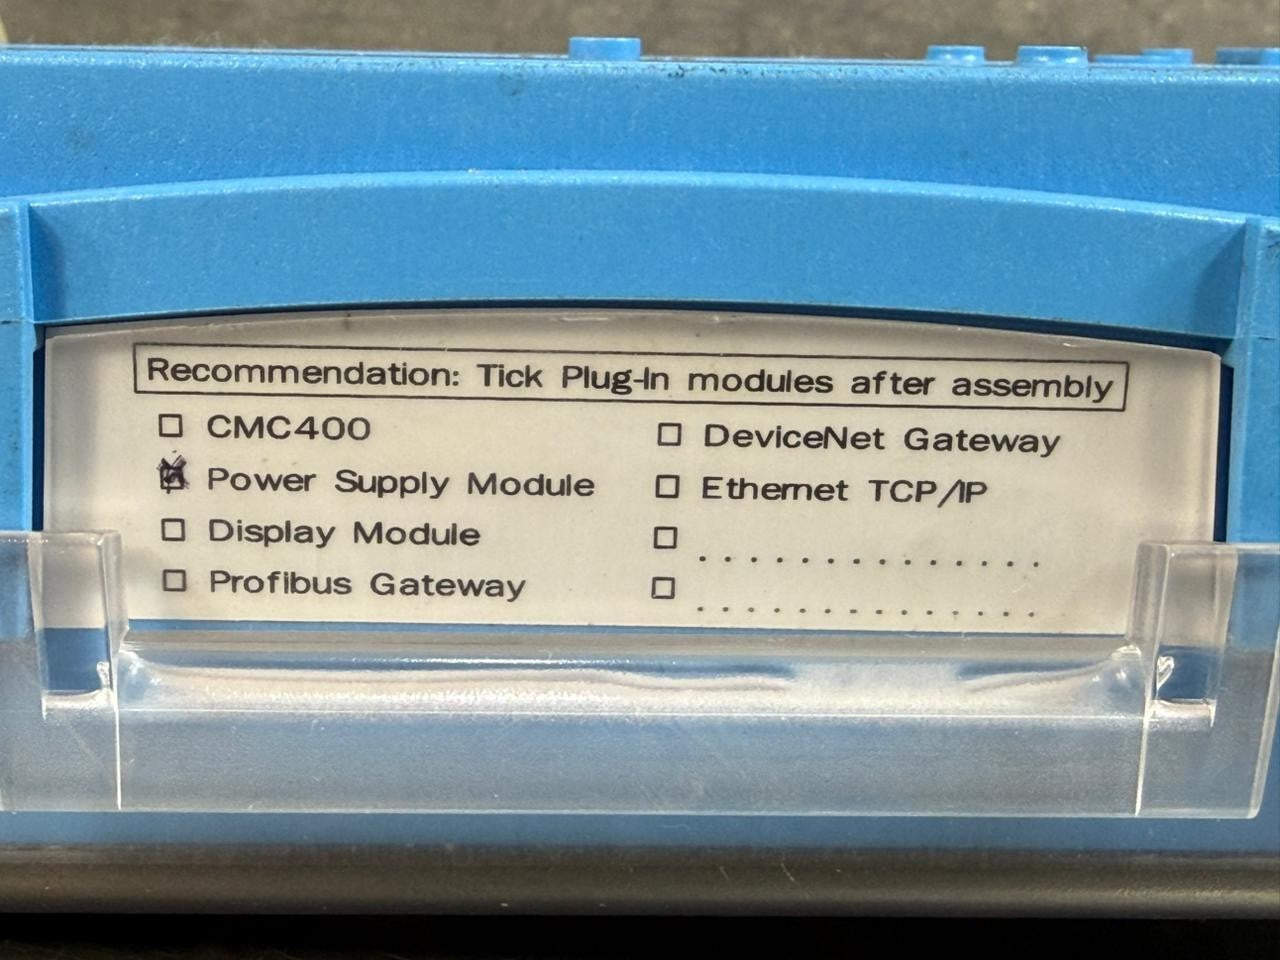 Recommendation: Tick Plug-In modules after assembly
☐ CMC400
☒ Power Supply Module
☐ Display Module
☐ Profibus Gateway
☐ DeviceNet Gateway
☐ Ethernet TCP/IP
☐ ..............
☐ ..............